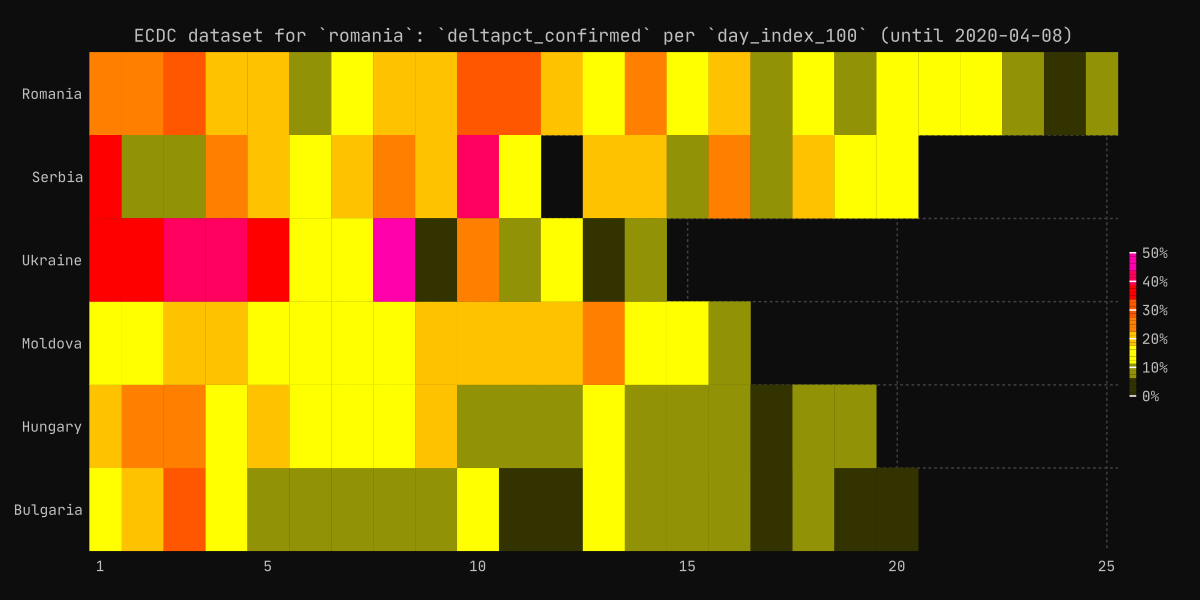 ECDC dataset for `romania`: `deltapct_confirmed` per `day_index_100` (until 2020-04-08)
Romania
Serbia
Ukraine
Moldova
Hungary
Bulgaria
1
5
10
15
20
25
50%
40%
30%
20%
10%
0%